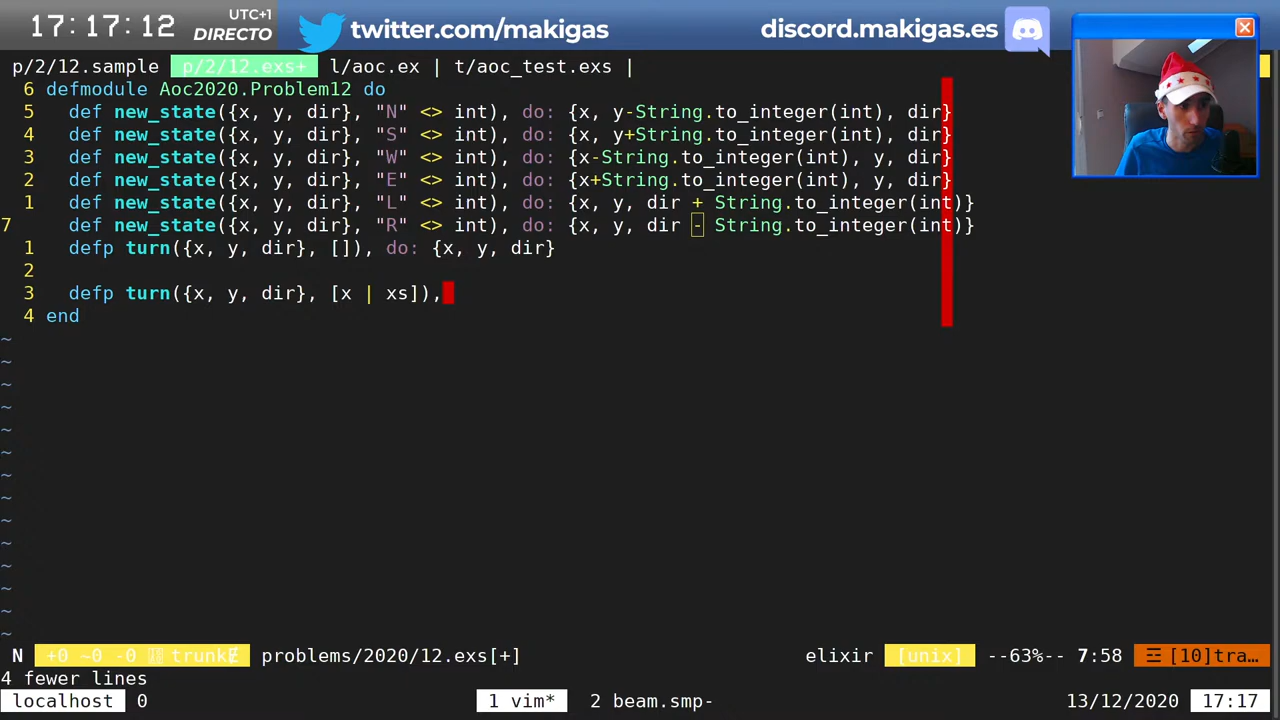 17:17:12
UTC+1
DIRECTO
twitter.com/makigas
discord.makigas.es
p/2/12.sample p/2/12.exs+ l/aoc.ex | t/aoc_test.exs |
6 defmodule Aoc2020.Problem12 do
5 def new_state({x, y, dir}, "N" <> int), do: {x, y-String.to_integer(int), dir}
4 def new_state({x, y, dir}, "S" <> int), do: {x, y+String.to_integer(int), dir}
3 def new_state({x, y, dir}, "W" <> int), do: {x-String.to_integer(int), y, dir}
2 def new_state({x, y, dir}, "E" <> int), do: {x+String.to_integer(int), y, dir}
1 def new_state({x, y, dir}, "L" <> int), do: {x, y, dir + String.to_integer(int)}
7 def new_state({x, y, dir}, "R" <> int), do: {x, y, dir - String.to_integer(int)}
1 defp turn({x, y, dir}, []), do: {x, y, dir}
2
3 defp turn({x, y, dir}, [x | xs]),
4 end
~
~
~
~
~
~
~
~
~
~
~
~
~
~
N +0 ~0 -0 trunk problems/2020/12.exs[+] elixir [unix] --63%-- 7:58 ☲ [10]tra…
4 fewer lines
localhost 0 1 vim* 2 beam.smp- 13/12/2020 17:17